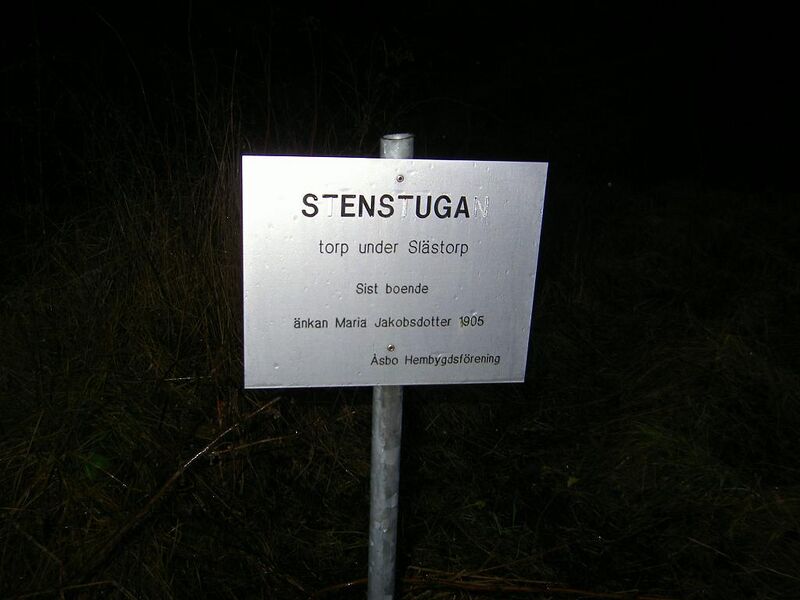 STENSTUGAN
torp under Slästorp
Sist boende
änkan Maria Jakobsdotter 1905
Åsbo Hembygdsförening